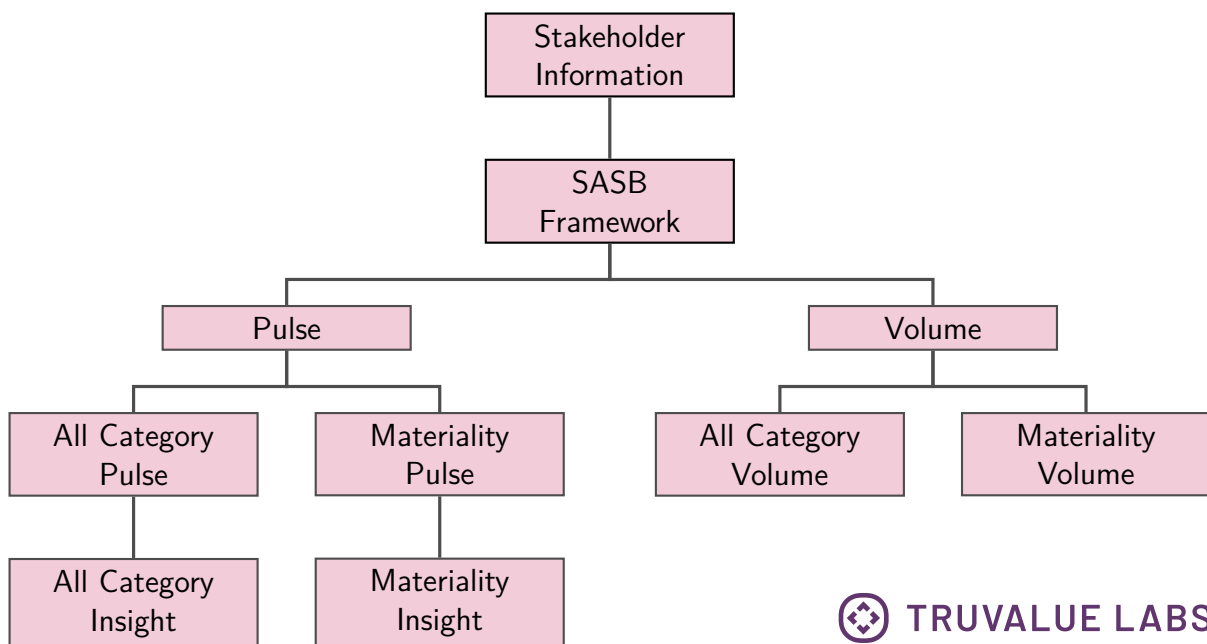 Stakeholder
Information
SASB
Framework
Pulse
Volume
All Category
Pulse
Materiality
Pulse
All Category
Volume
Materiality
Volume
All Category
Insight
Materiality
Insight
TRUVALUE LABS